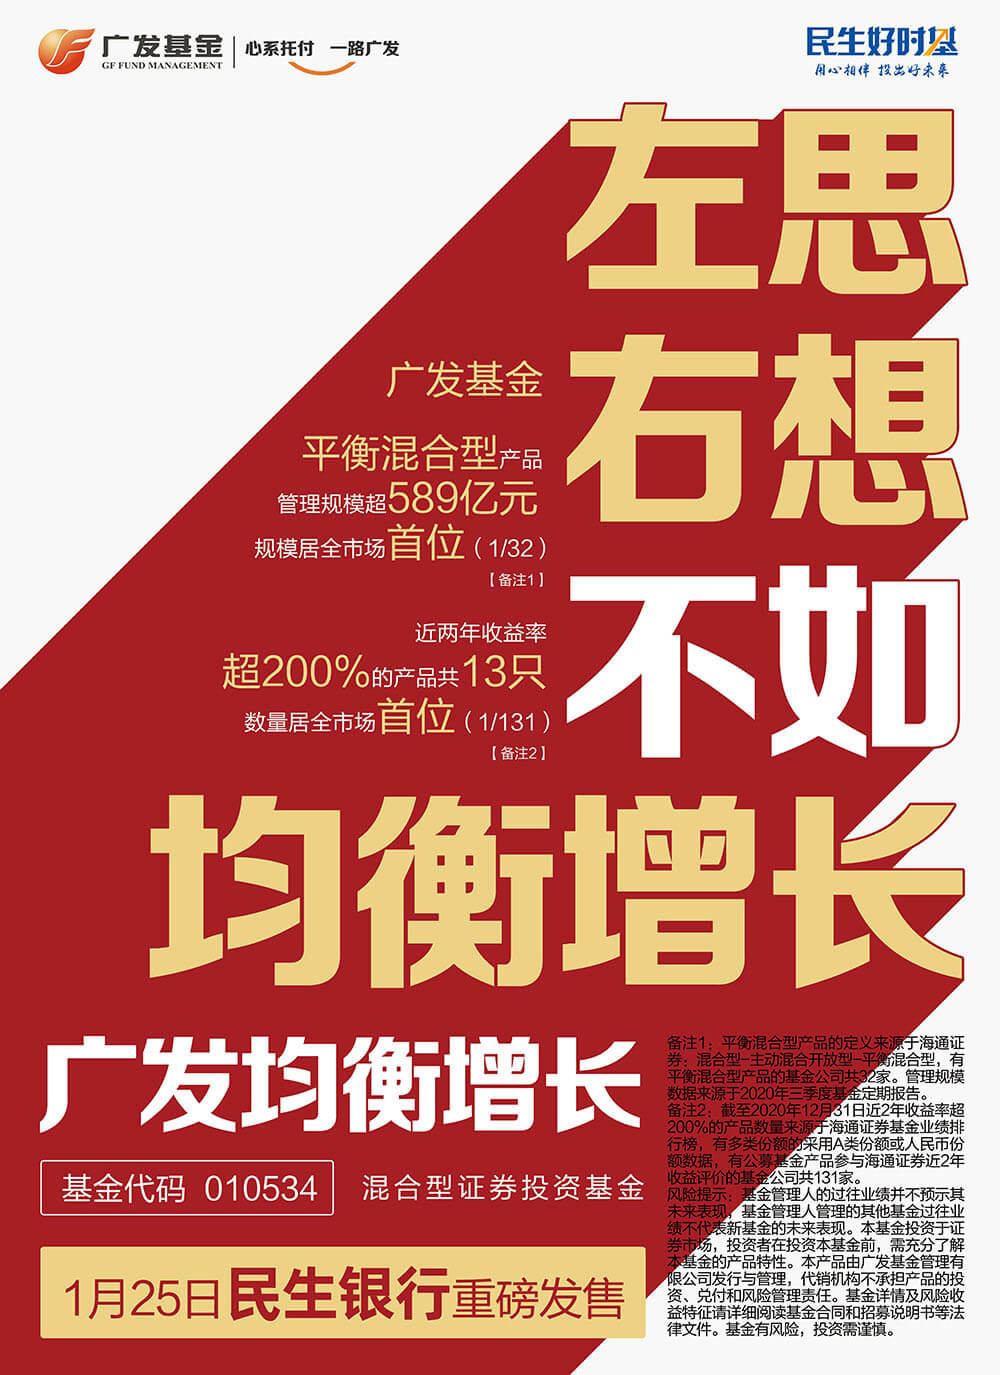 广发基金
GF FUND MANAGEMENT
心系托付 一路广发
民生好时基
用心相伴 投出好未来
左思
右想
不如
均衡增长
广发基金
平衡混合型产品
管理规模超589亿元
规模居全市场首位（1/32）
【备注1】
近两年收益率
超200%的产品共13只
数量居全市场首位（1/131）
【备注2】
广发均衡增长
基金代码 010534
混合型证券投资基金
1月25日民生银行重磅发售
备注1：平衡混合型产品的定义来源于海通证
券：混合型-主动混合开放型-平衡混合型，有
平衡混合型产品的基金公司共32家。管理规模
数据来源于2020年三季度基金定期报告。
备注2：截至2020年12月31日近2年收益率超
200%的产品数量来源于海通证券基金业绩排
行榜，有多类份额的采用A类份额或人民币份
额数据，有公募基金产品参与海通证券近2年
收益评价的基金公司共131家。
风险提示：基金管理人的过往业绩并不预示其
未来表现，基金管理人管理的其他基金过往业
绩不代表新基金的未来表现。本基金投资于证
券市场，投资者在投资本基金前，需充分了解
本基金的产品特性。本产品由广发基金管理有
限公司发行与管理，代销机构不承担产品的投
资、兑付和风险管理责任。基金详情及风险收
益特征请详细阅读基金合同和招募说明书等法
律文件。基金有风险，投资需谨慎。